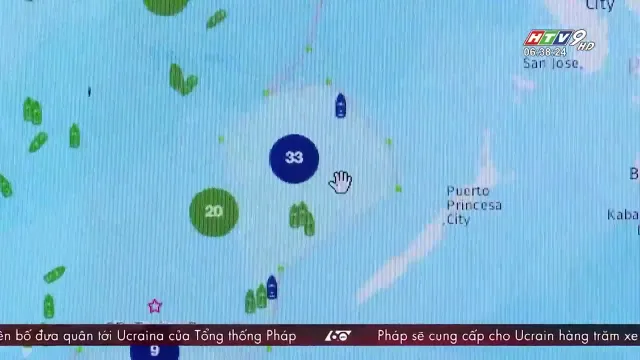 City
HTV9 HD
06:38:24
San Jose
33
20
Puerto
Princesa
City
Kaba
9
ên bố đưa quân tới Ucraina của Tổng thống Pháp
60
Pháp sẽ cung cấp cho Ucrain hàng trăm xe